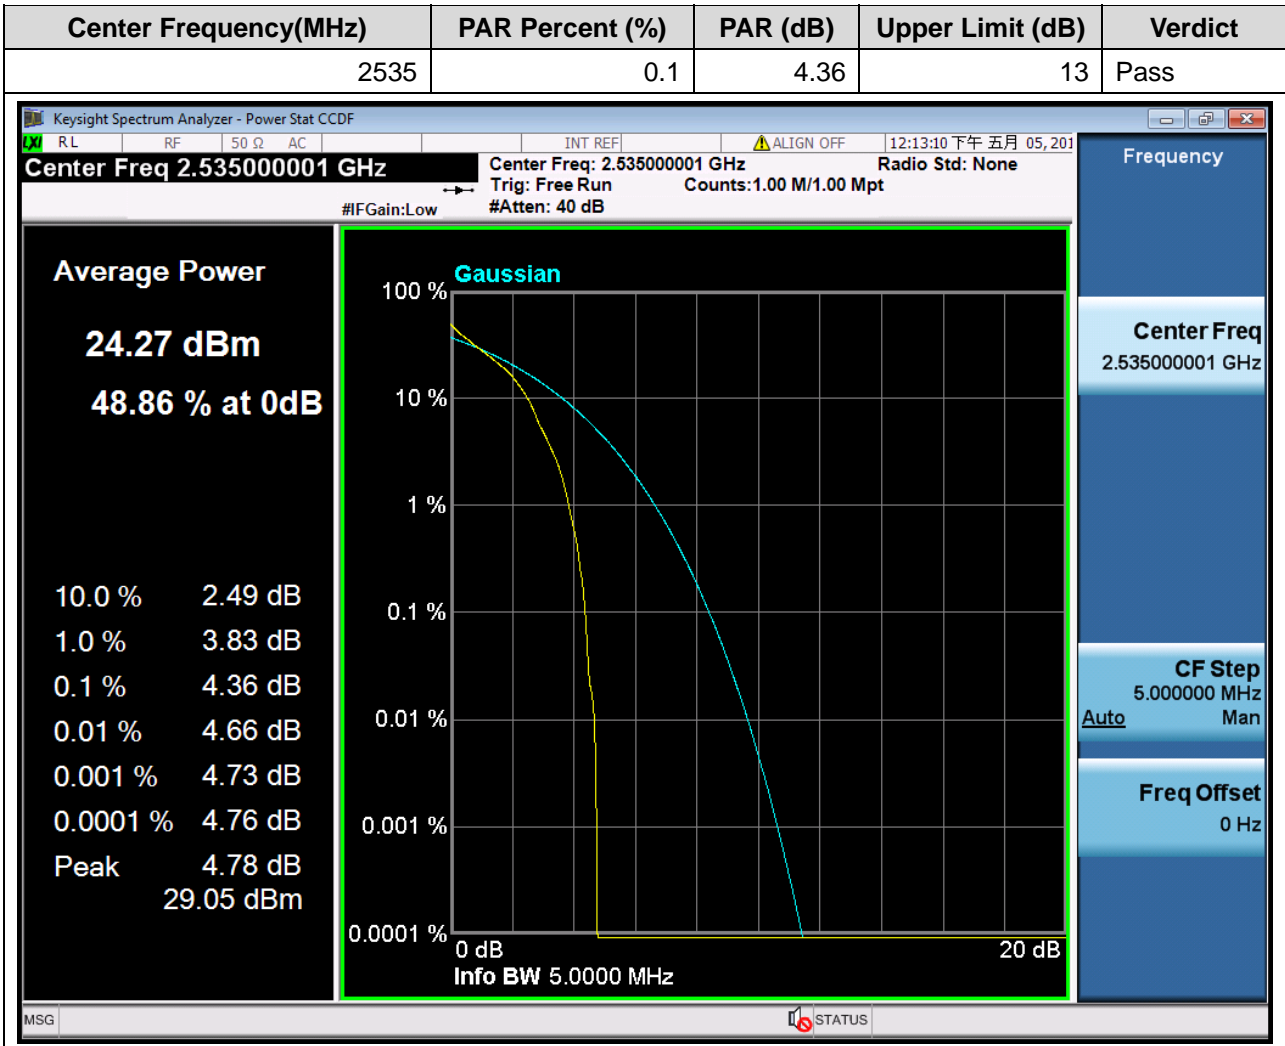 Center Frequency(MHz) PAR Percent (%) PAR (dB) Upper Limit (dB) Verdict
2535 0.1 4.36 13 Pass
Keysight Spectrum Analyzer - Power Stat CCDF
LXI RL RF 50 Ω AC INT REF ALIGN OFF 12:13:10 下午 五月 05, 201
Center Freq 2.535000001 GHz
Center Freq: 2.535000001 GHz Radio Std: None
Trig: Free Run Counts:1.00 M/1.00 Mpt
#IFGain:Low #Atten: 40 dB
Frequency
Average Power
24.27 dBm
48.86 % at 0dB
10.0 % 2.49 dB
1.0 % 3.83 dB
0.1 % 4.36 dB
0.01 % 4.66 dB
0.001 % 4.73 dB
0.0001 % 4.76 dB
Peak 4.78 dB
29.05 dBm
Gaussian
100 %
10 %
1 %
0.1 %
0.01 %
0.001 %
0.0001 %
0 dB 20 dB
Info BW 5.0000 MHz
Center Freq
2.535000001 GHz
CF Step
5.000000 MHz
Auto Man
Freq Offset
0 Hz
MSG STATUS